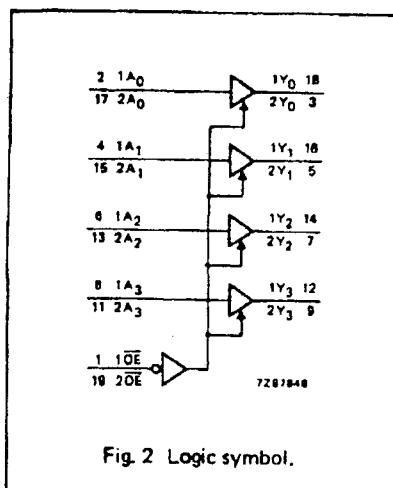 2 1A0 1Y0 18
17 2A0 2Y0 3
4 1A1 1Y1 16
15 2A1 2Y1 5
6 1A2 1Y2 14
13 2A2 2Y2 7
8 1A3 1Y3 12
11 2A3 2Y3 9
1 1O̅E̅
19 2O̅E̅
7Z87848
Fig. 2 Logic symbol.